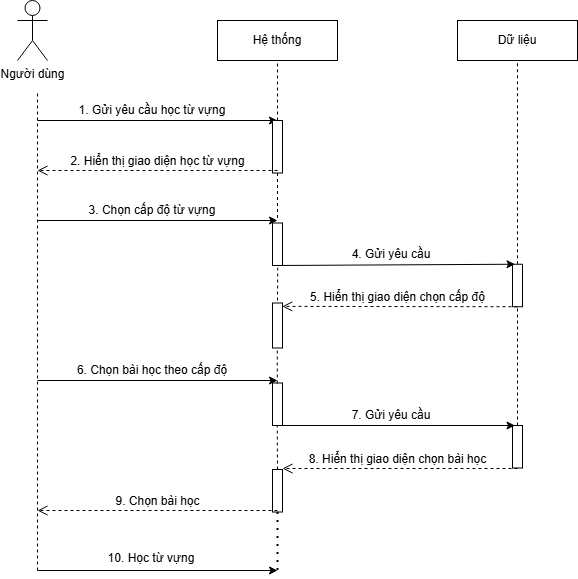 Người dùng
Hệ thống
Dữ liệu
1. Gửi yêu cầu học từ vựng
2. Hiển thị giao diện học từ vựng
3. Chọn cấp độ từ vựng
4. Gửi yêu cầu
5. Hiển thị giao diện chọn cấp độ
6. Chọn bài học theo cấp độ
7. Gửi yêu cầu
8. Hiển thị giao diện chọn bài học
9. Chọn bài học
10. Học từ vựng